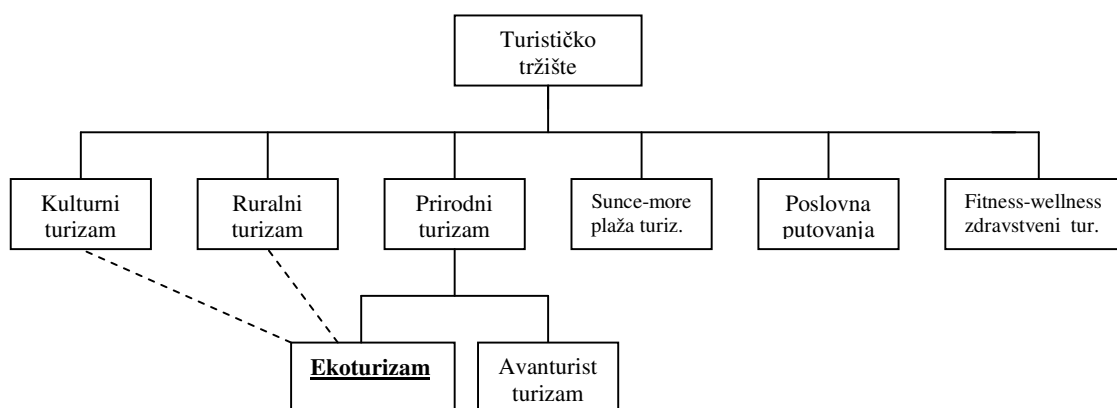 Turističko
tržište
Kulturni
turizam
Ruralni
turizam
Prirodni
turizam
Sunce-more
plaža turiz.
Poslovna
putovanja
Fitness-wellness
zdravstveni tur.
Ekoturizam
Avanturist
turizam